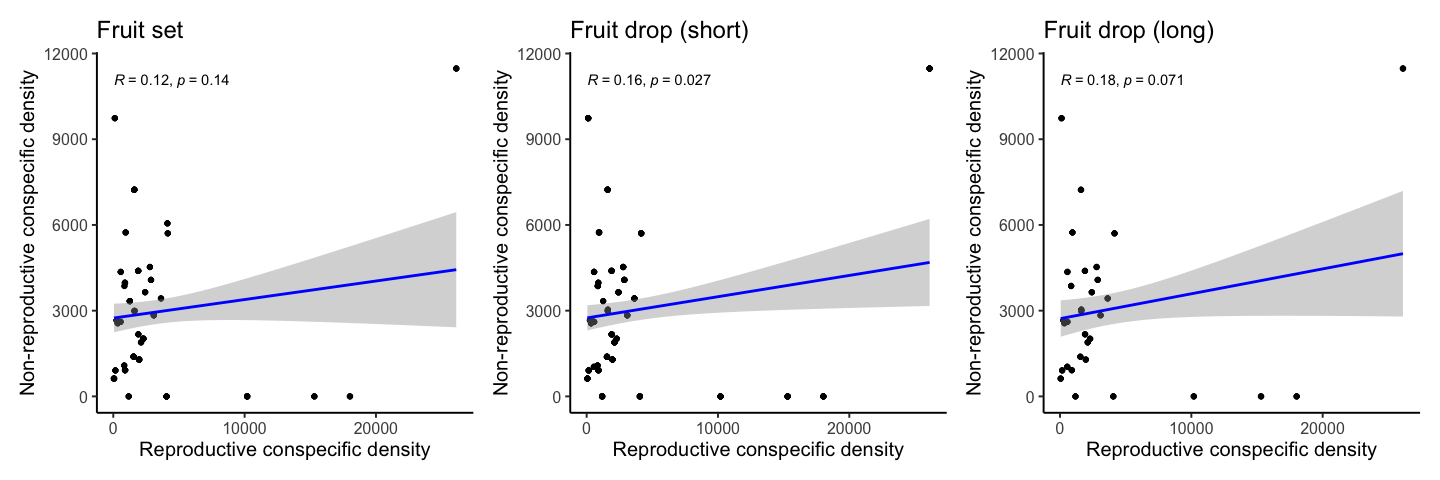 Fruit set
R = 0.12, p = 0.14
Non-reproductive conspecific density
12000
9000
6000
3000
0
0
10000
20000
Reproductive conspecific density
Fruit drop (short)
R = 0.16, p = 0.027
Non-reproductive conspecific density
12000
9000
6000
3000
0
0
10000
20000
Reproductive conspecific density
Fruit drop (long)
R = 0.18, p = 0.071
Non-reproductive conspecific density
12000
9000
6000
3000
0
0
10000
20000
Reproductive conspecific density